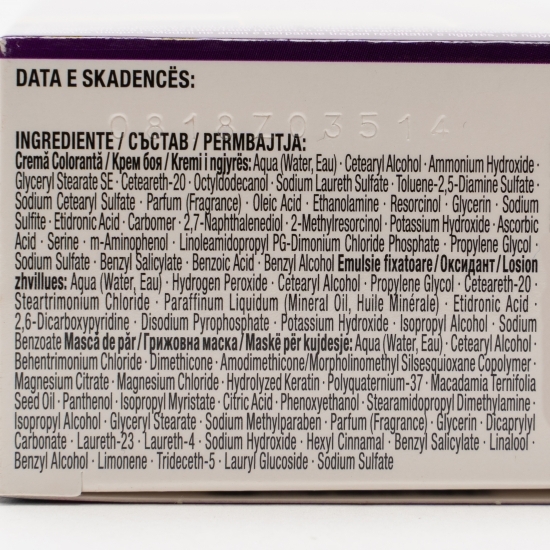 DATA E SKADENCËS:
0818Z03514
INGREDIENTE / СЪСТАВ / PERMBAJTJA:
Cremă Colorantă / Крем боя / Kremi i ngjyrës: Aqua (Water, Eau) · Cetearyl Alcohol · Ammonium Hydroxide ·
Glyceryl Stearate SE · Ceteareth-20 · Octyldodecanol · Sodium Laureth Sulfate · Toluene-2,5-Diamine Sulfate ·
Sodium Cetearyl Sulfate · Parfum (Fragrance) · Oleic Acid · Ethanolamine · Resorcinol · Glycerin · Sodium
Sulfite · Etidronic Acid · Carbomer · 2,7-Naphthalenediol · 2-Methylresorcinol · Potassium Hydroxide · Ascorbic
Acid · Serine · m-Aminophenol · Linoleamidopropyl PG-Dimonium Chloride Phosphate · Propylene Glycol ·
Sodium Sulfate · Benzyl Salicylate · Benzoic Acid · Benzyl Alcohol Emulsie fixatoare / Оксидант / Losion
zhvillues: Aqua (Water, Eau) · Hydrogen Peroxide · Cetearyl Alcohol · Propylene Glycol · Ceteareth-20 ·
Steartrimonium Chloride · Paraffinum Liquidum (Mineral Oil, Huile Minérale) · Etidronic Acid ·
2,6-Dicarboxypyridine · Disodium Pyrophosphate · Potassium Hydroxide · Isopropyl Alcohol · Sodium
Benzoate Mască de păr / Грижовна маска / Maskë për kujdesje: Aqua (Water, Eau) · Cetearyl Alcohol ·
Behentrimonium Chloride · Dimethicone · Amodimethicone/Morpholinomethyl Silsesquioxane Copolymer ·
Magnesium Citrate · Magnesium Chloride · Hydrolyzed Keratin · Polyquaternium-37 · Macadamia Ternifolia
Seed Oil · Panthenol · Isopropyl Myristate · Citric Acid · Phenoxyethanol · Stearamidopropyl Dimethylamine ·
Isopropyl Alcohol · Glyceryl Stearate · Sodium Methylparaben · Parfum (Fragrance) · Glycerin · Dicaprylyl
Carbonate · Laureth-23 · Laureth-4 · Sodium Hydroxide · Hexyl Cinnamal · Benzyl Salicylate · Linalool ·
Benzyl Alcohol · Limonene · Trideceth-5 · Lauryl Glucoside · Sodium Sulfate